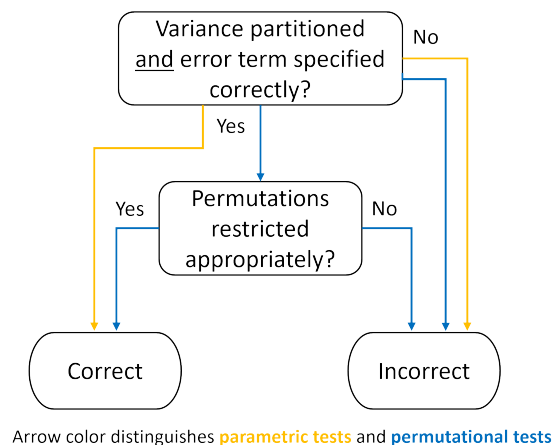 Variance partitioned
and error term specified
correctly?
No
Yes
Yes
Permutations
restricted
appropriately?
No
Correct
Incorrect
Arrow color distinguishes parametric tests and permutational tests